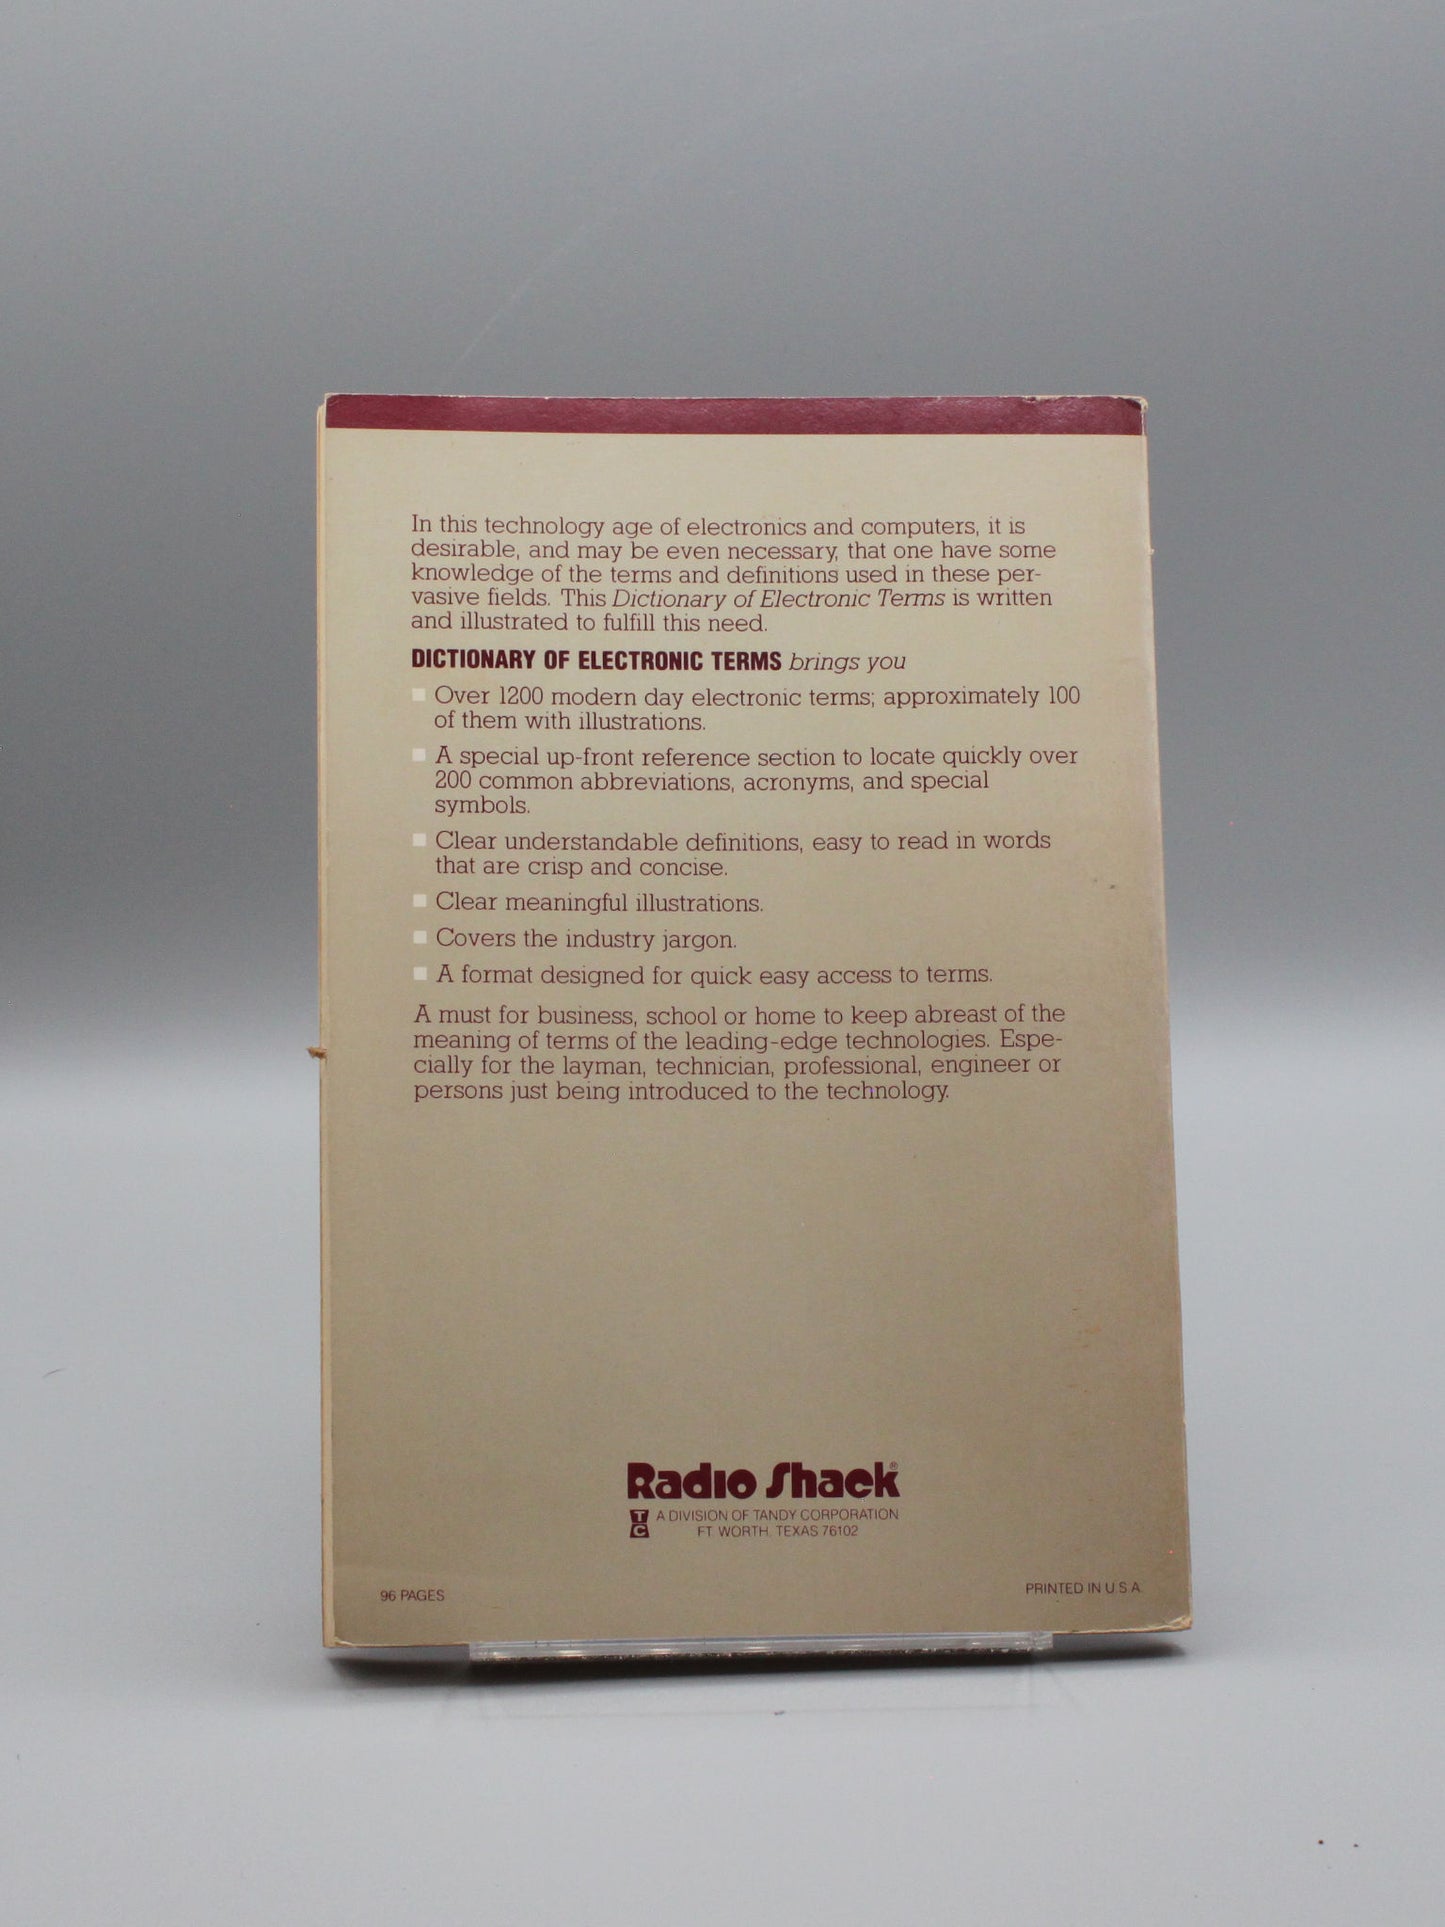 In this technology age of electronics and computers, it is
desirable, and may be even necessary, that one have some
knowledge of the terms and definitions used in these per-
vasive fields. This Dictionary of Electronic Terms is written
and illustrated to fulfill this need.
DICTIONARY OF ELECTRONIC TERMS brings you
Over 1200 modern day electronic terms; approximately 100
of them with illustrations.
A special up-front reference section to locate quickly over
200 common abbreviations, acronyms, and special
symbols.
Clear understandable definitions, easy to read in words
that are crisp and concise.
Clear meaningful illustrations.
Covers the industry jargon.
A format designed for quick easy access to terms.
A must for business, school or home to keep abreast of the
meaning of terms of the leading-edge technologies. Espe-
cially for the layman, technician, professional, engineer or
persons just being introduced to the technology.
Radio Shack®
TC A DIVISION OF TANDY CORPORATION
FT. WORTH, TEXAS 76102
96 PAGES
PRINTED IN U.S.A.